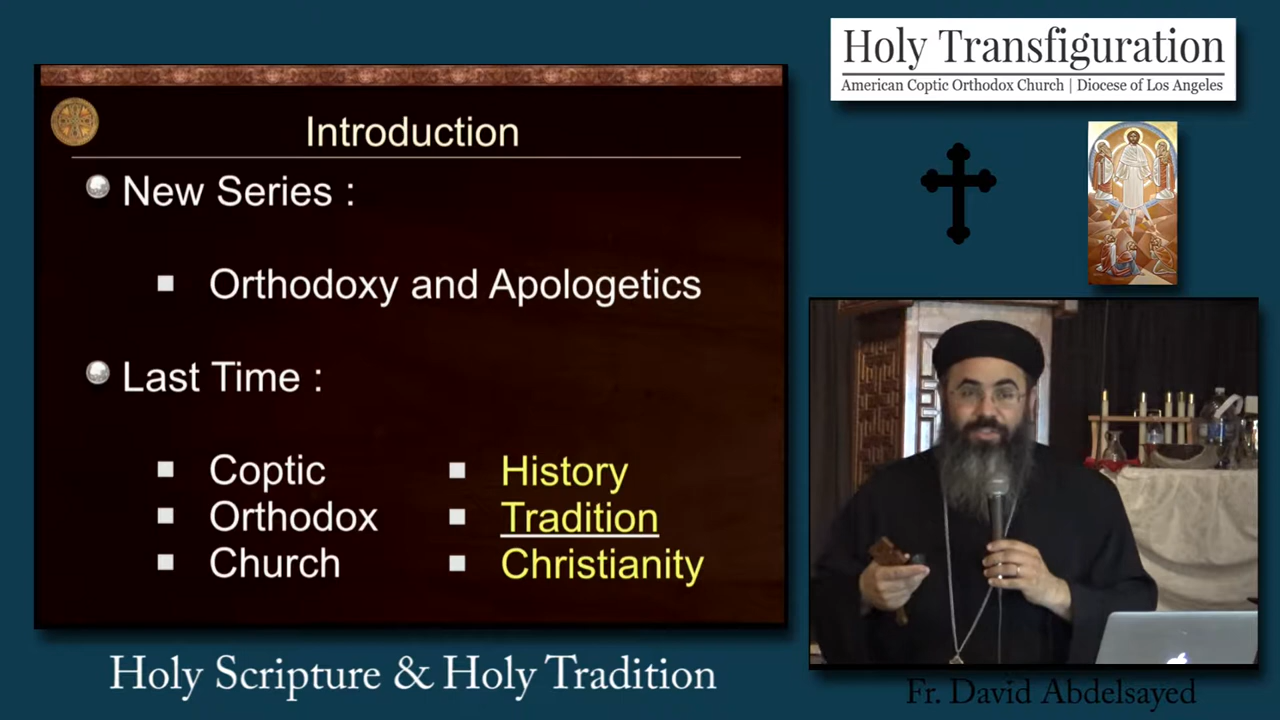 Holy Transfiguration
American Coptic Orthodox Church | Diocese of Los Angeles
Introduction
New Series :
Orthodoxy and Apologetics
Last Time :
Coptic
Orthodox
Church
History
Tradition
Christianity
Holy Scripture & Holy Tradition
Fr. David Abdelsayed